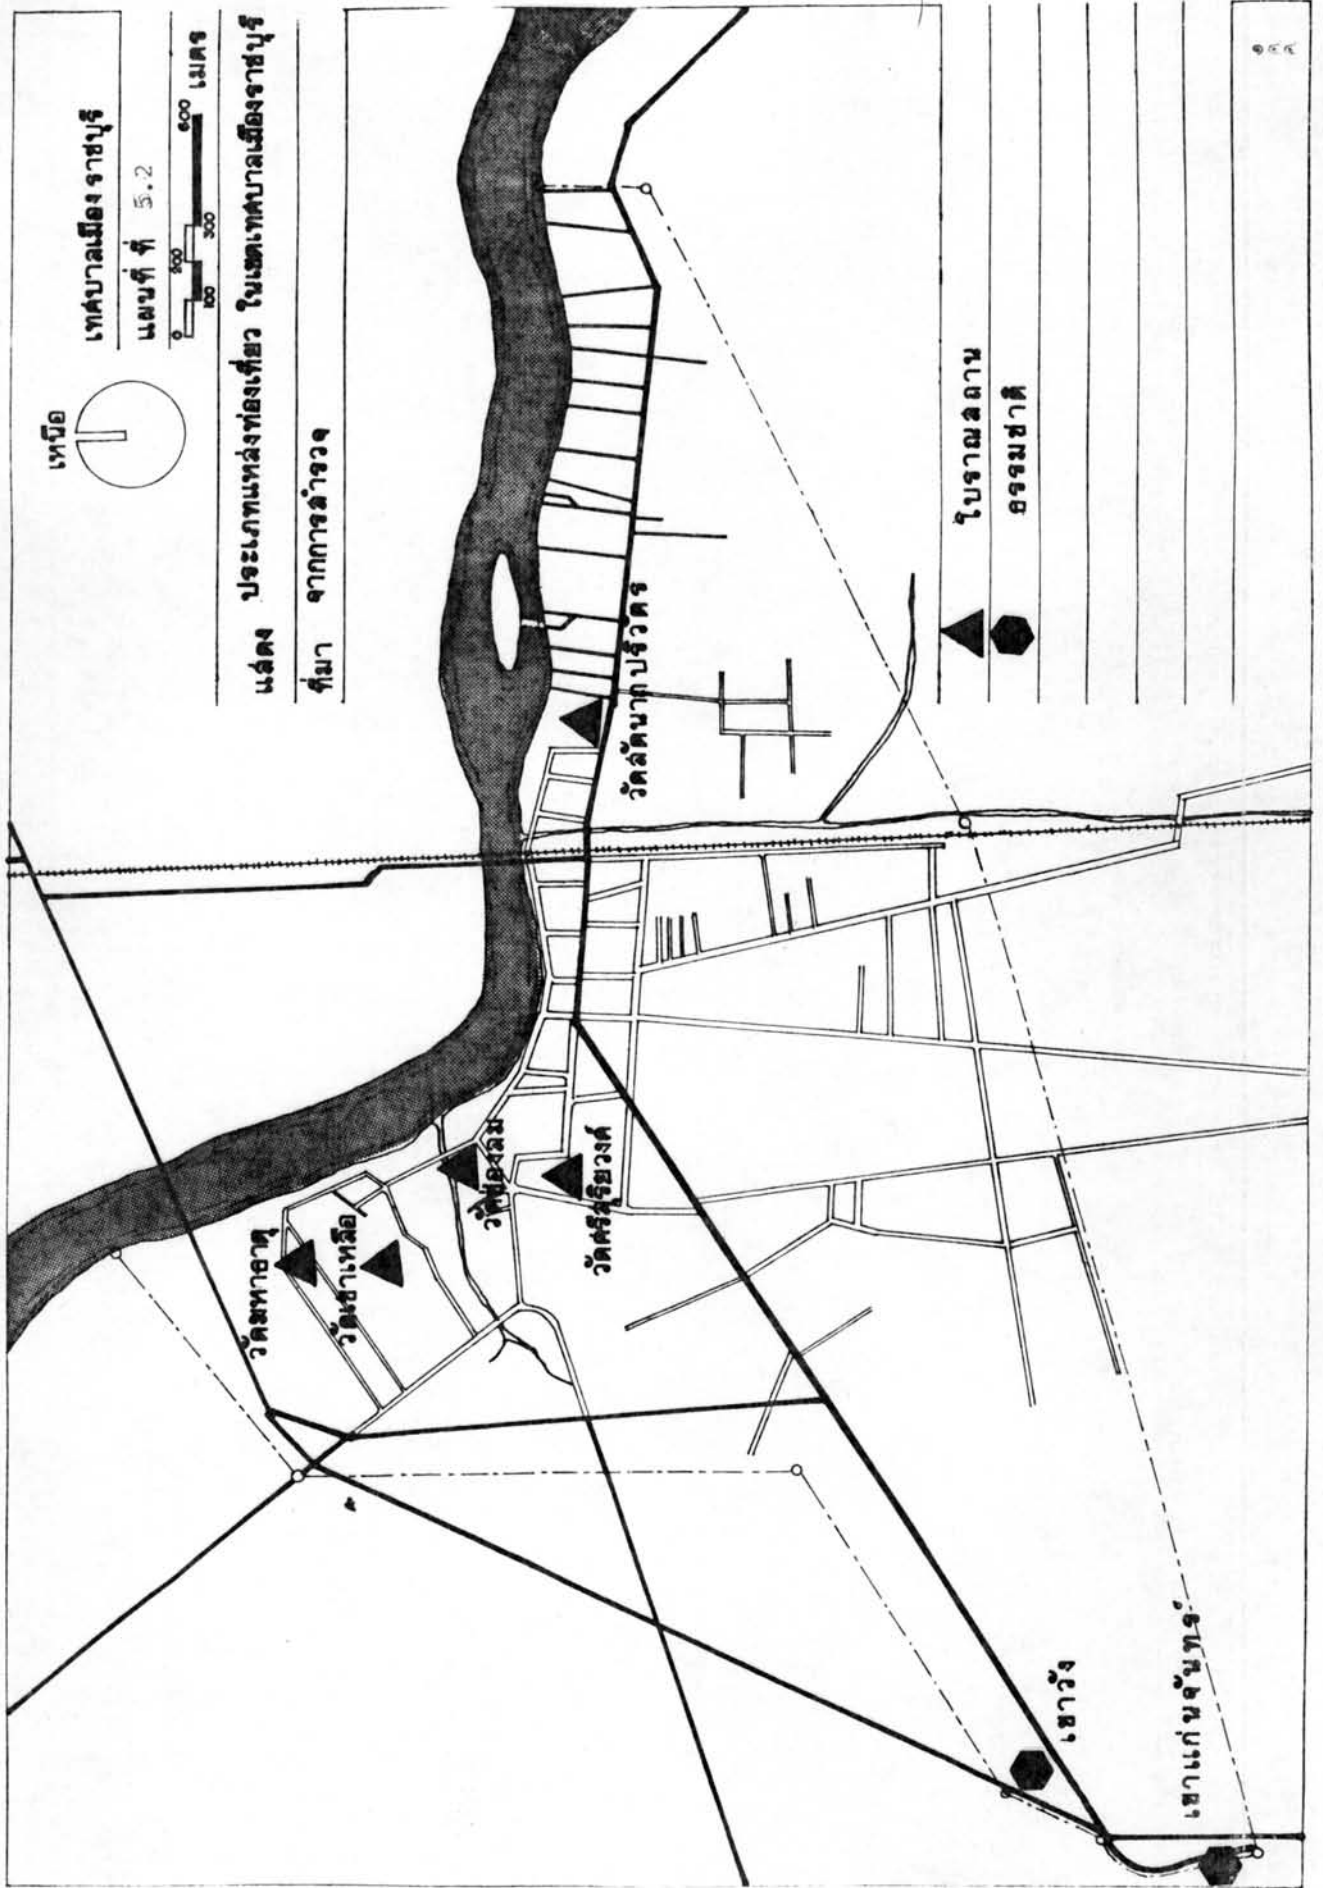 เหนือ
เทศบาลเมืองราชบุรี
แผนที่ ที่ 5.2
0 100 200 300 600 เมตร
แสดง ประเภทแหล่งท่องเที่ยว ในเขตเทศบาลเมืองราชบุรี
ที่มา จากการสำรวจ
วัดมหาธาตุ
วัดเขาเหลือ
วัดช่องลม
วัดศรีสุริยวงศ์
วัดสัตนาถปริวัตร
4
เขาวัง
เขาแก่นจันทร์
โบราณสถาน
ธรรมชาติ